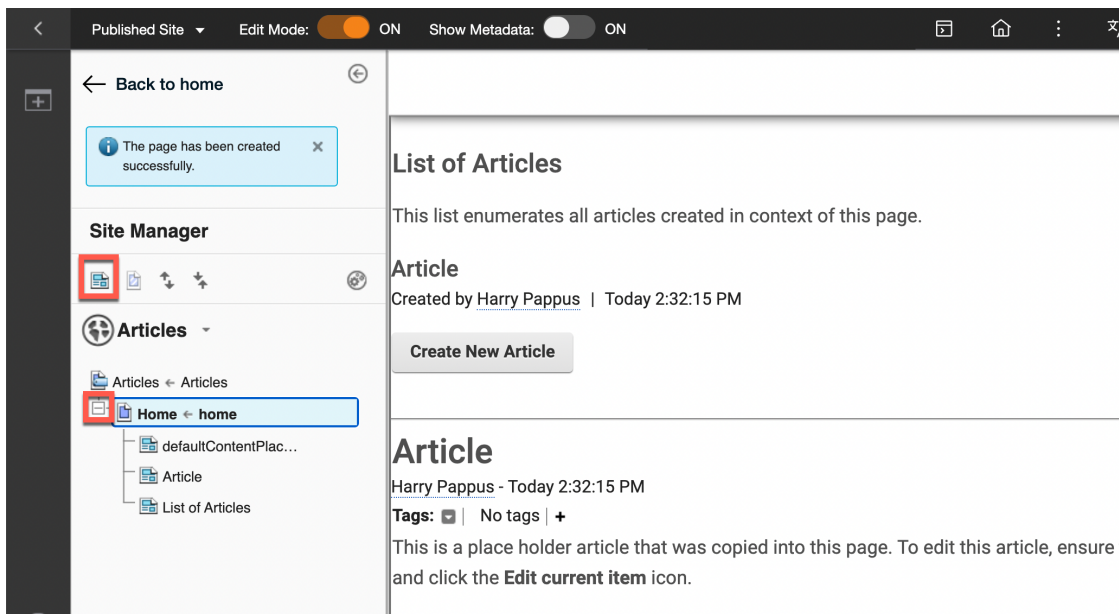 Published Site
Edit Mode: ON
Show Metadata: ON
Back to home
The page has been created
successfully.
Site Manager
Articles
Articles ← Articles
Home ← home
defaultContentPlac...
Article
List of Articles
List of Articles
This list enumerates all articles created in context of this page.
Article
Created by Harry Pappus | Today 2:32:15 PM
Create New Article
Article
Harry Pappus - Today 2:32:15 PM
Tags: No tags +
This is a place holder article that was copied into this page. To edit this article, ensure
and click the Edit current item icon.